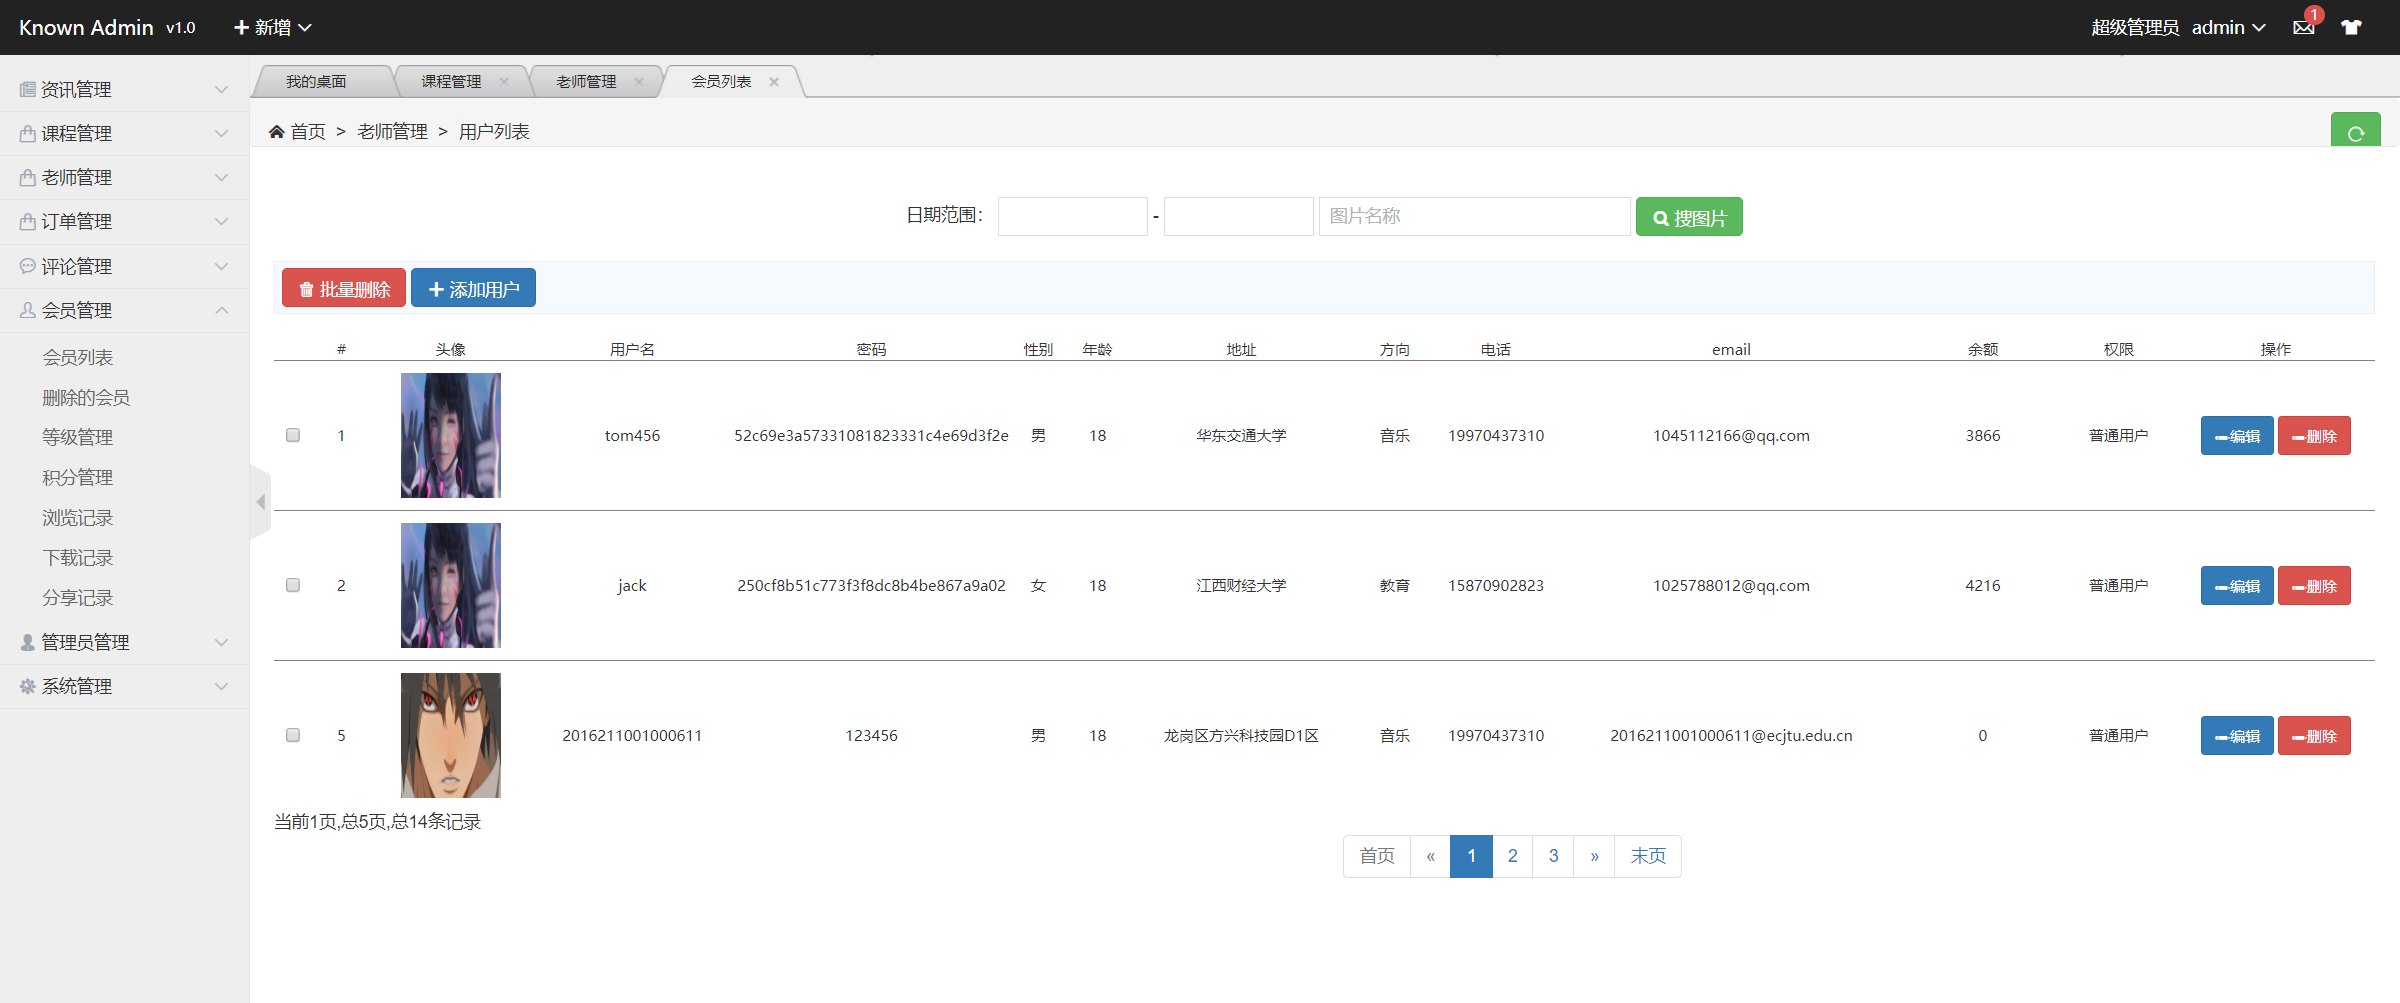 Known Admin v1.0 新增 超级管理员 admin 1
我的桌面 课程管理 老师管理 会员列表
首页 > 老师管理 > 用户列表
资讯管理
课程管理
老师管理
订单管理
评论管理
会员管理
会员列表
删除的会员
等级管理
积分管理
浏览记录
下载记录
分享记录
管理员管理
系统管理
日期范围： - 图片名称 搜图片
批量删除 添加用户
# 头像 用户名 密码 性别 年龄 地址 方向 电话 email 余额 权限 操作
1 tom456 52c69e3a57331081823331c4e69d3f2e 男 18 华东交通大学 音乐 19970437310 1045112166@qq.com 3866 普通用户 编辑 删除
2 jack 250cf8b51c773f3f8dc8b4be867a9a02 女 18 江西财经大学 教育 15870902823 1025788012@qq.com 4216 普通用户 编辑 删除
5 2016211001000611 123456 男 18 龙岗区方兴科技园D1区 音乐 19970437310 2016211001000611@ecjtu.edu.cn 0 普通用户 编辑 删除
当前1页,总5页,总14条记录
首页 « 1 2 3 » 末页